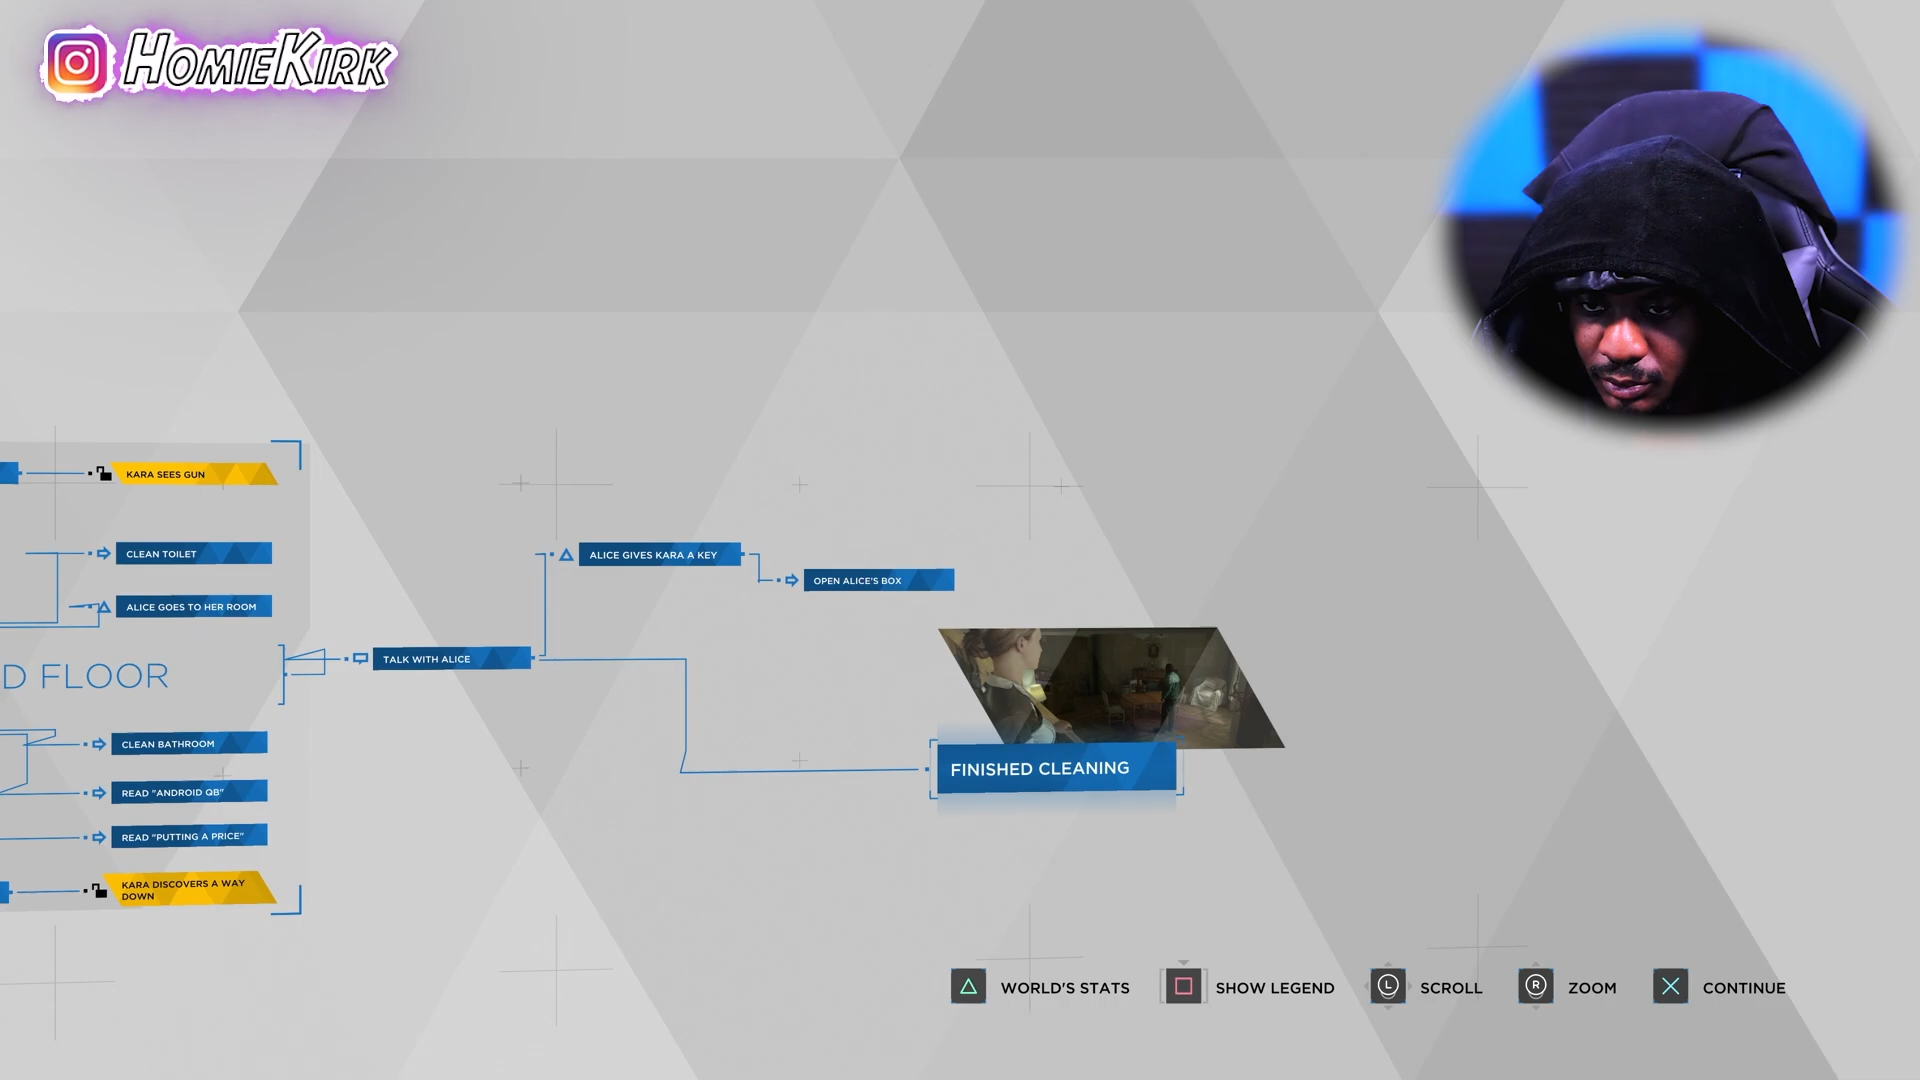 HomieKirk
KARA SEES GUN
CLEAN TOILET
ALICE GOES TO HER ROOM
D FLOOR
CLEAN BATHROOM
READ "ANDROID QB"
READ "PUTTING A PRICE"
KARA DISCOVERS A WAY
DOWN
TALK WITH ALICE
ALICE GIVES KARA A KEY
OPEN ALICE'S BOX
FINISHED CLEANING
WORLD'S STATS
SHOW LEGEND
L
SCROLL
R
ZOOM
CONTINUE